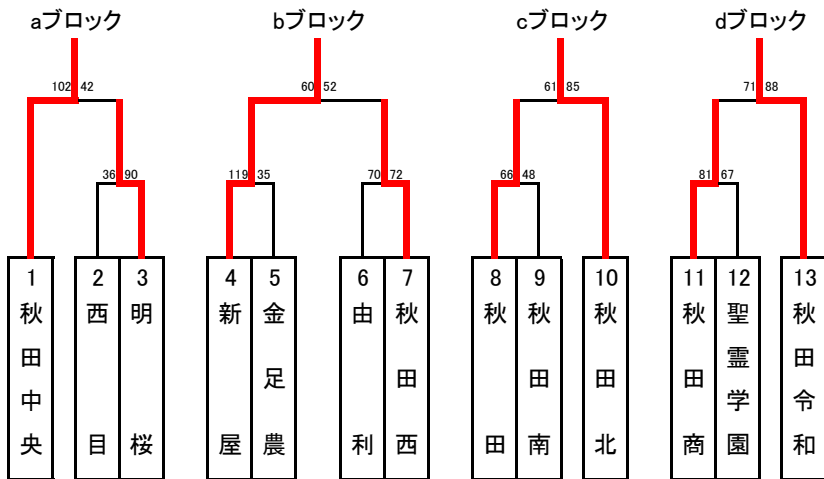 aブロック
bブロック
cブロック
dブロック
102 42
60 52
61 85
71 88
36 90
119 35
70 72
66 48
81 67
1
秋田中央
2
西目
3
明桜
4
新屋
5
金足農
6
由利
7
秋田西
8
秋田
9
秋田南
10
秋田北
11
秋田商
12
聖霊学園
13
秋田令和